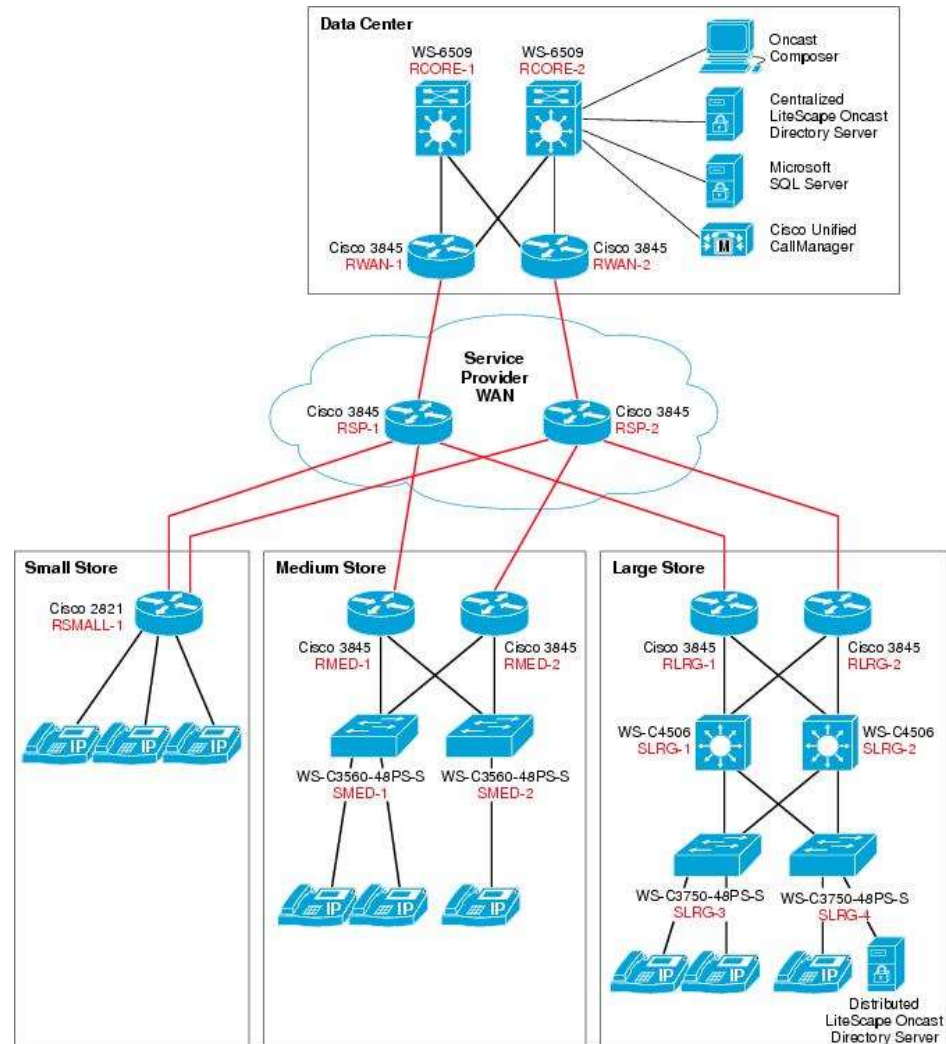 Data Center
WS-6509
RCORE-1
WS-6509
RCORE-2
Oncast
Composer
Centralized
LiteScape Oncast
Directory Server
Microsoft
SQL Server
Cisco Unified
CallManager
M
Cisco 3845
RWAN-1
Cisco 3845
RWAN-2
Service
Provider
WAN
Cisco 3845
RSP-1
Cisco 3845
RSP-2
Small Store
Cisco 2821
RSMALL-1
IP
IP
IP
Medium Store
Cisco 3845
RMED-1
Cisco 3845
RMED-2
WS-C3560-48PS-S
SMED-1
WS-C3560-48PS-S
SMED-2
IP
IP
IP
Large Store
Cisco 3845
RLRG-1
Cisco 3845
RLRG-2
WS-C4506
SLRG-1
WS-C4506
SLRG-2
WS-C3750-48PS-S
SLRG-3
WS-C3750-48PS-S
SLRG-4
IP
IP
IP
Distributed
LiteScape Oncast
Directory Server